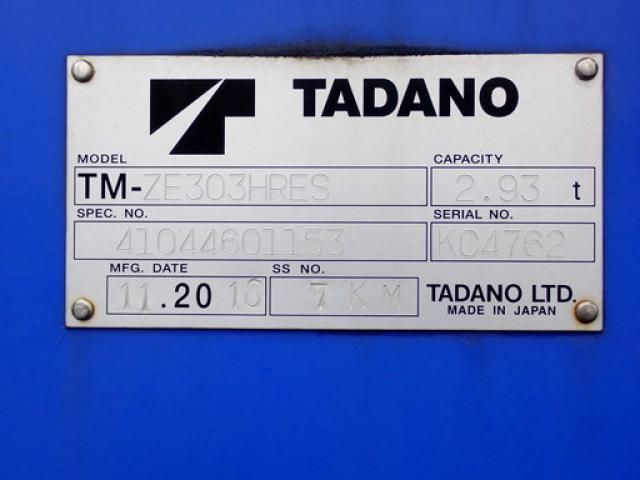 TADANO
MODEL CAPACITY
TM-ZE303HRES 2.93 t
SPEC. NO. SERIAL NO.
41044601153 KC4762
MFG. DATE SS NO.
11.2016 7KM TADANO LTD.
MADE IN JAPAN